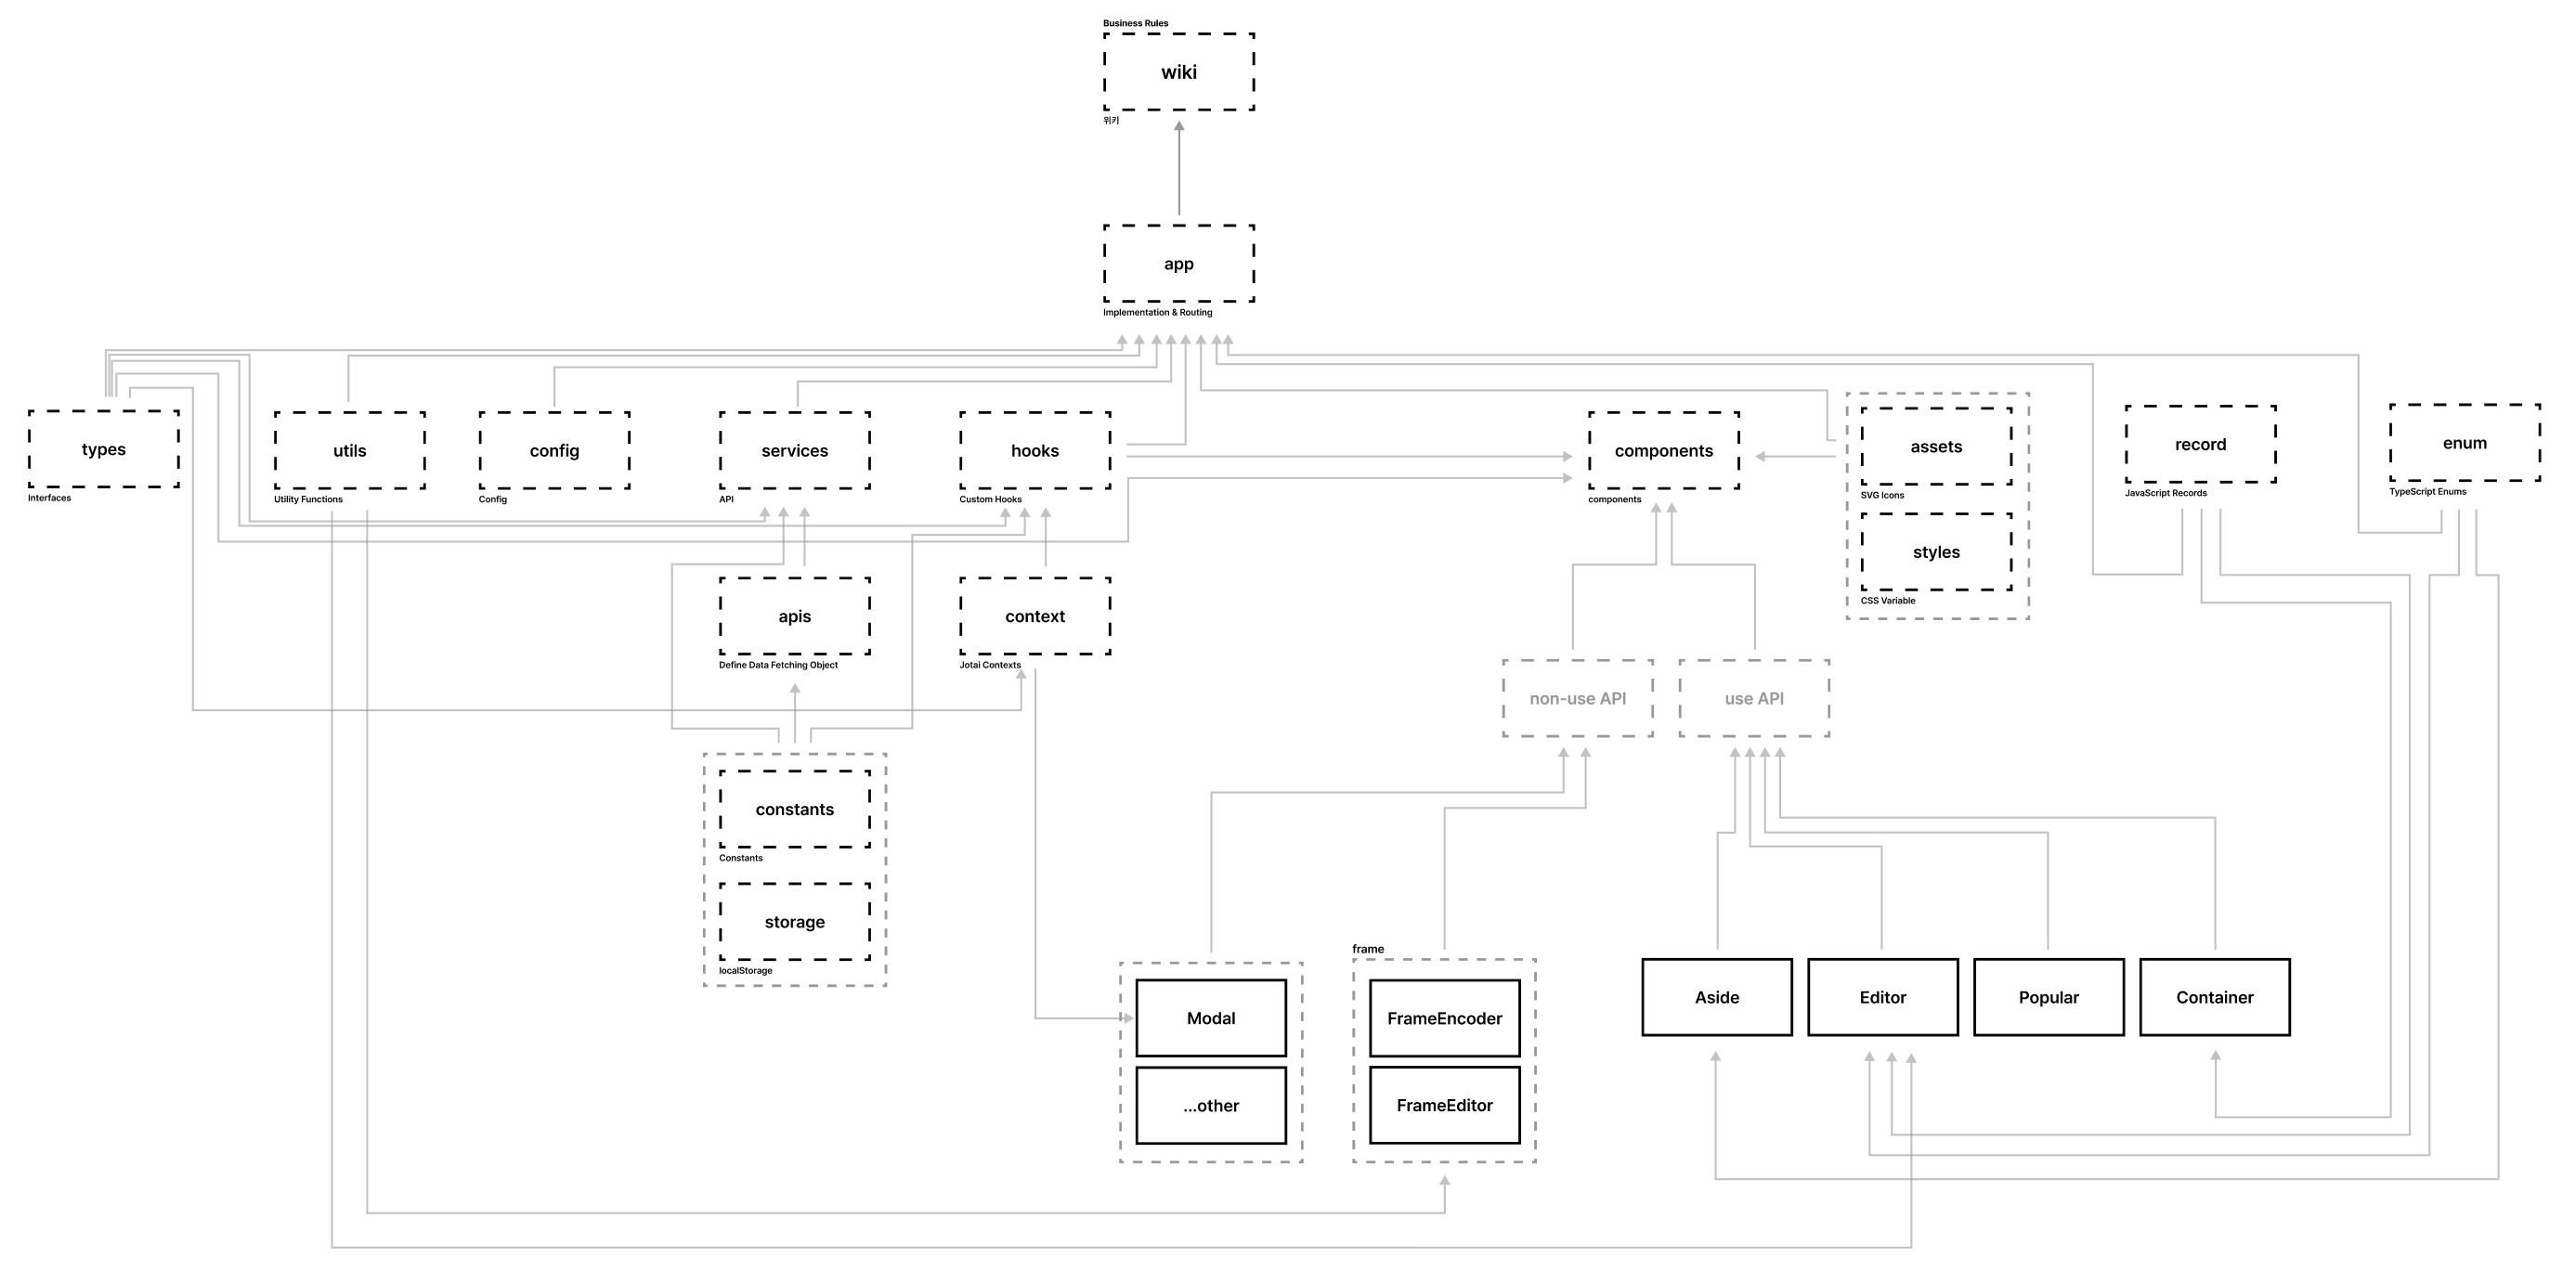 Business Rules
wiki
위키
app
Implementation & Routing
types
Interfaces
utils
Utility Functions
config
Config
services
API
hooks
Custom Hooks
components
components
assets
SVG Icons
styles
CSS Variable
record
JavaScript Records
enum
TypeScript Enums
apis
Define Data Fetching Object
context
Jotai Contexts
non-use API
use API
constants
Constants
storage
localStorage
Modal
...other
frame
FrameEncoder
FrameEditor
Aside
Editor
Popular
Container